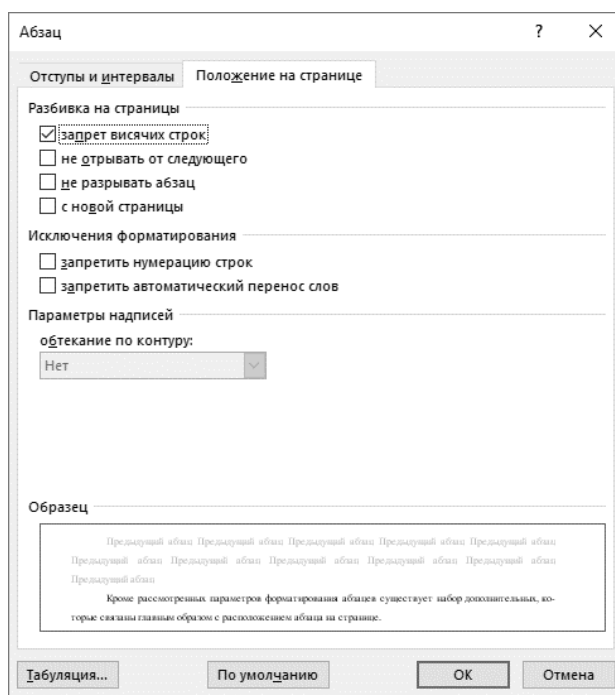 Абзац
?
Отступы и интервалы
Положение на странице
Разбивка на страницы
запрет висячих строк
не отрывать от следующего
не разрывать абзац
с новой страницы
Исключения форматирования
запретить нумерацию строк
запретить автоматический перенос слов
Параметры надписей
обтекание по контуру:
Нет
Образец
Предыдущий абзац Предыдущий абзац Предыдущий абзац Предыдущий абзац Предыдущий абзац
Предыдущий абзац Предыдущий абзац Предыдущий абзац Предыдущий абзац Предыдущий абзац
Предыдущий абзац
Кроме рассмотренных параметров форматирования абзацев существует набор дополнительных, ко-
торые связаны главным образом с расположением абзаца на странице.
Табуляция...
По умолчанию
ОК
Отмена